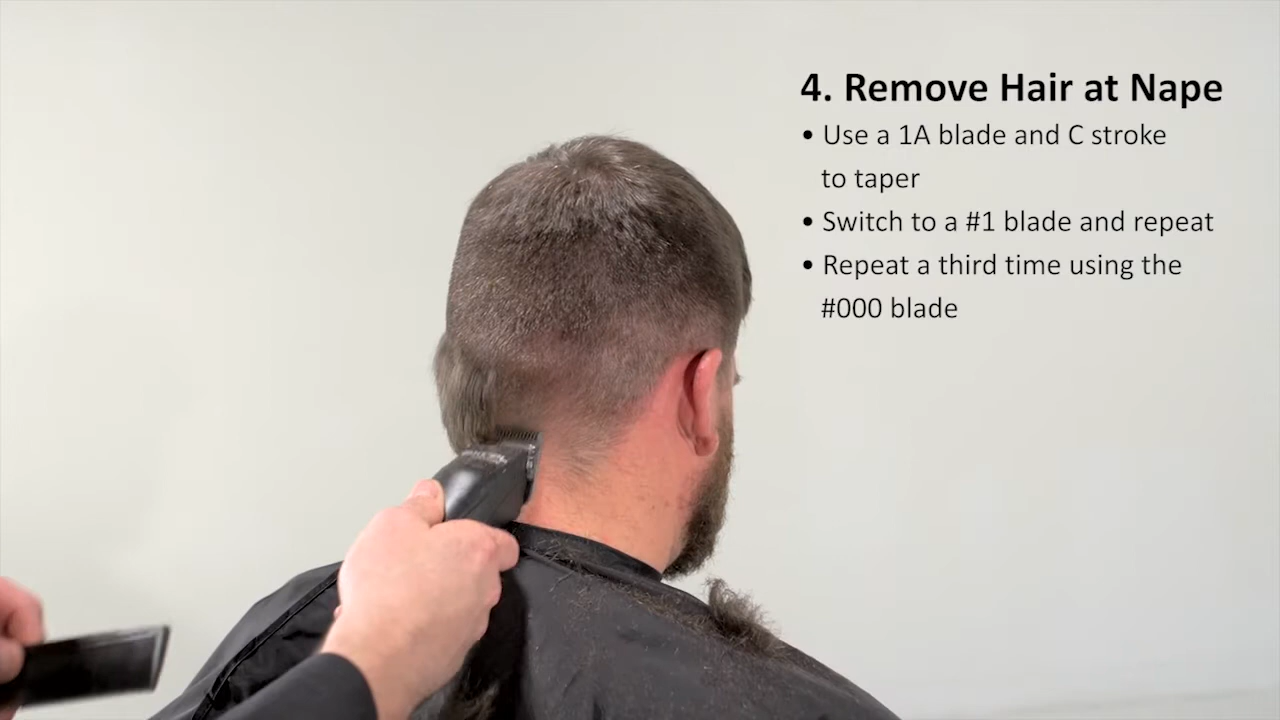 4. Remove Hair at Nape
• Use a 1A blade and C stroke
to taper
• Switch to a #1 blade and repeat
• Repeat a third time using the
#000 blade